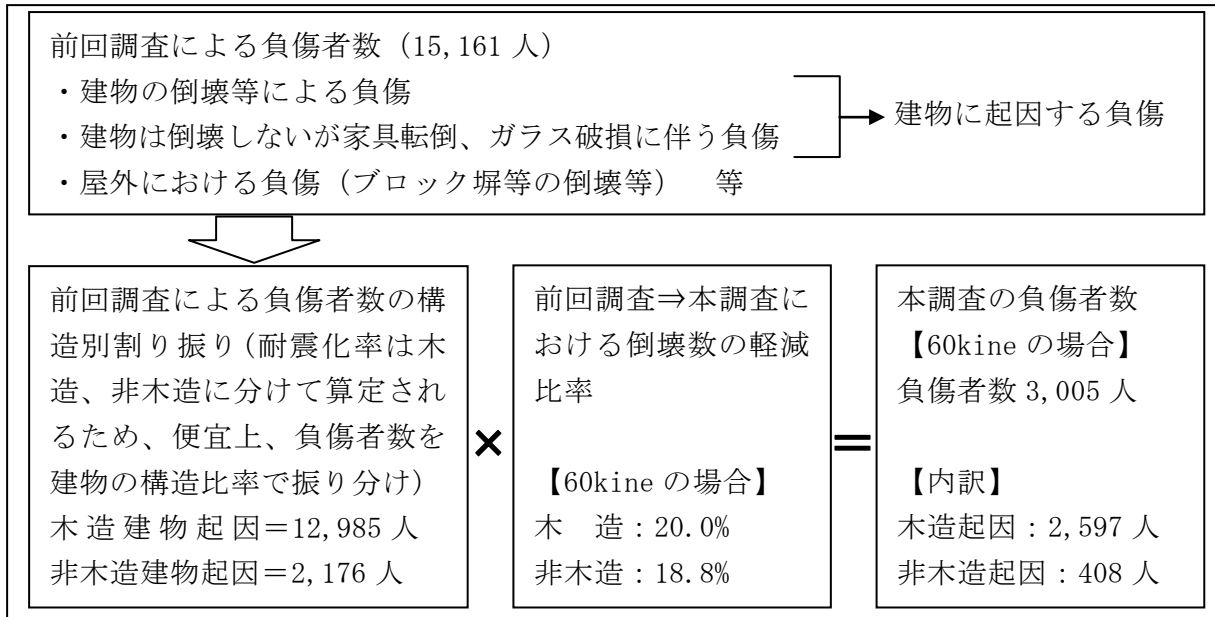 前回調査による負傷者数（15,161 人）
・建物の倒壊等による負傷
・建物は倒壊しないが家具転倒、ガラス破損に伴う負傷
建物に起因する負傷
・屋外における負傷（ブロック塀等の倒壊等）　等
前回調査による負傷者数の構
造別割り振り（耐震化率は木
造、非木造に分けて算定され
るため、便宜上、負傷者数を
建物の構造比率で振り分け）
木造建物起因＝12,985 人
非木造建物起因＝2,176 人
×
前回調査⇒本調査に
おける倒壊数の軽減
比率
【60kine の場合】
木　造：20.0%
非木造：18.8%
＝
本調査の負傷者数
【60kine の場合】
負傷者数 3,005 人
【内訳】
木造起因：2,597 人
非木造起因：408 人